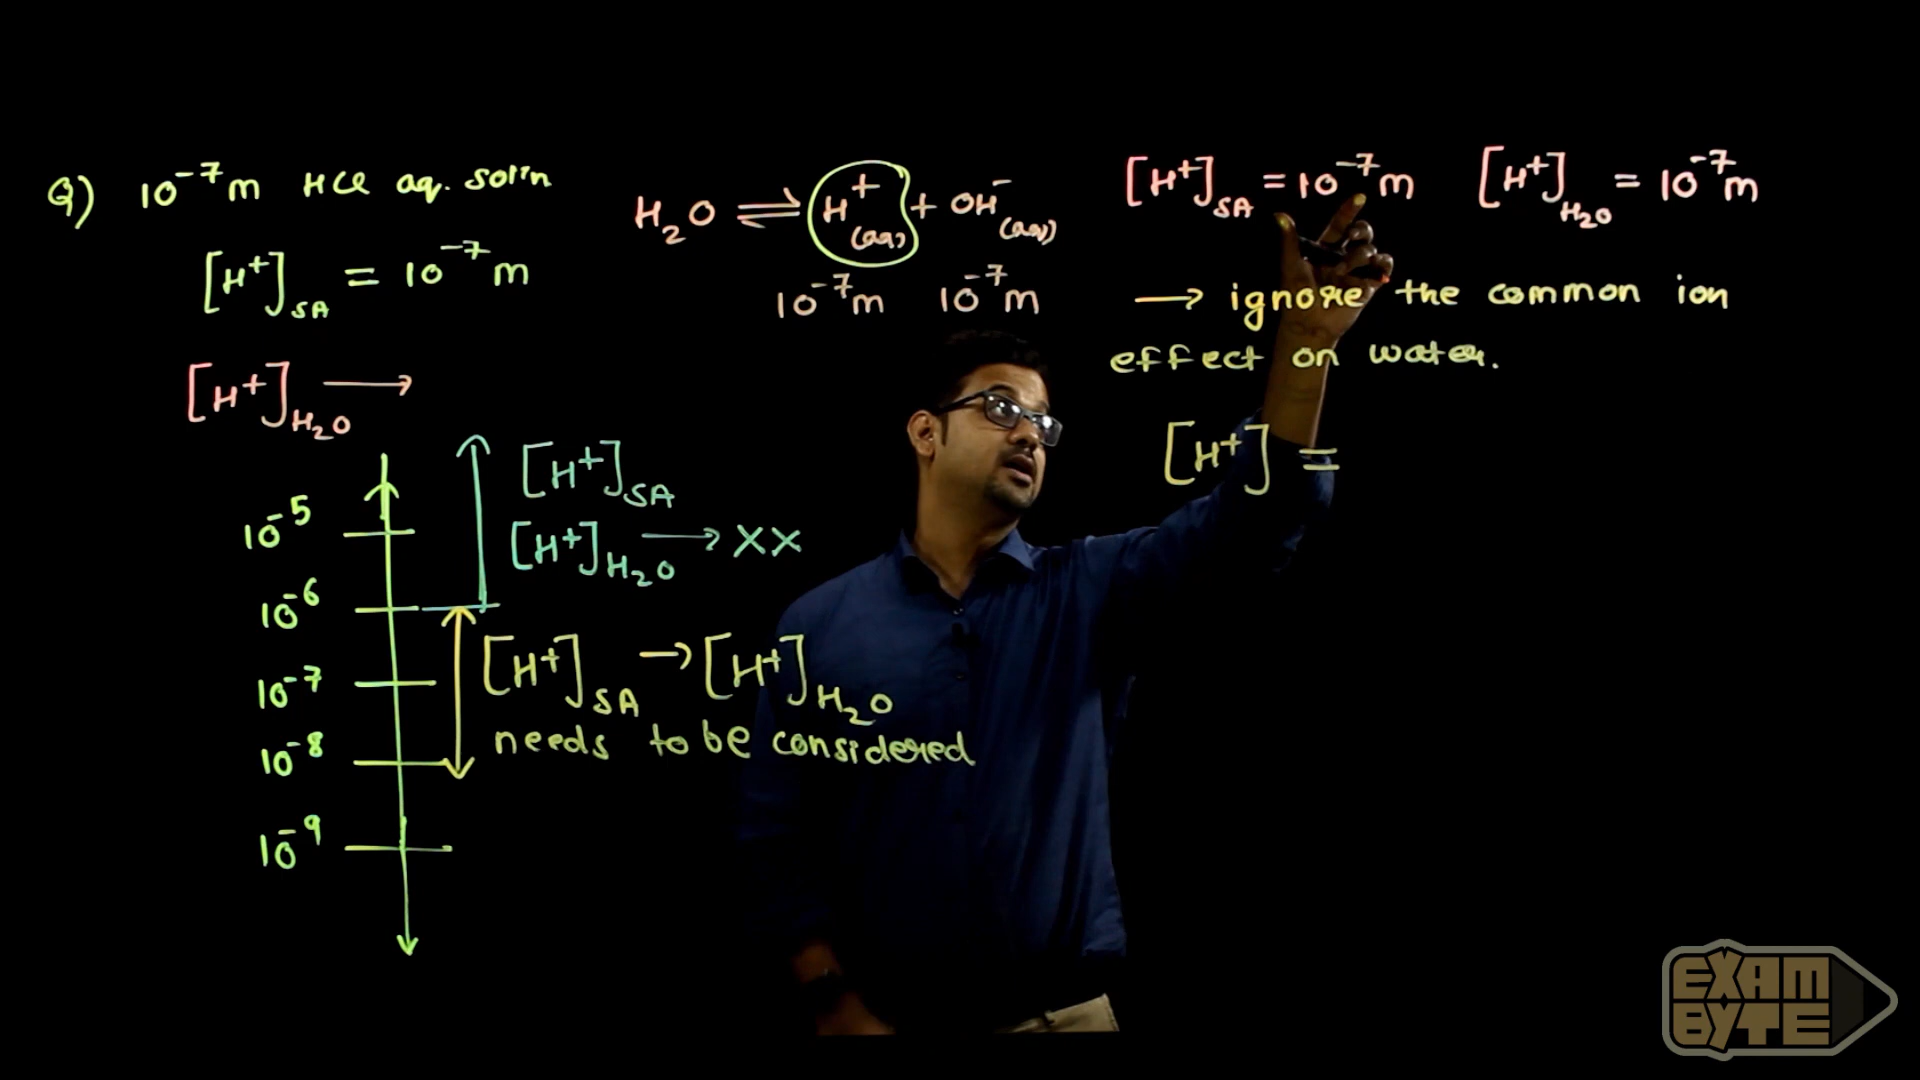 Q) 10⁻⁷ m HCl aq. soln
[H⁺]SA = 10⁻⁷ m
[H⁺]H₂O →
10⁻⁵
10⁻⁶
10⁻⁷
10⁻⁸
10⁻⁹
[H⁺]SA
[H⁺]H₂O → XX
[H⁺]SA → [H⁺]H₂O
needs to be considered
H₂O ⇌ H⁺(aq) + OH⁻(aq)
10⁻⁷ m 10⁻⁷ m
[H⁺]SA = 10⁻⁷ m [H⁺]H₂O = 10⁻⁷ m
→ ignore the common ion
effect on water.
[H⁺] =
EXAM
BYTE